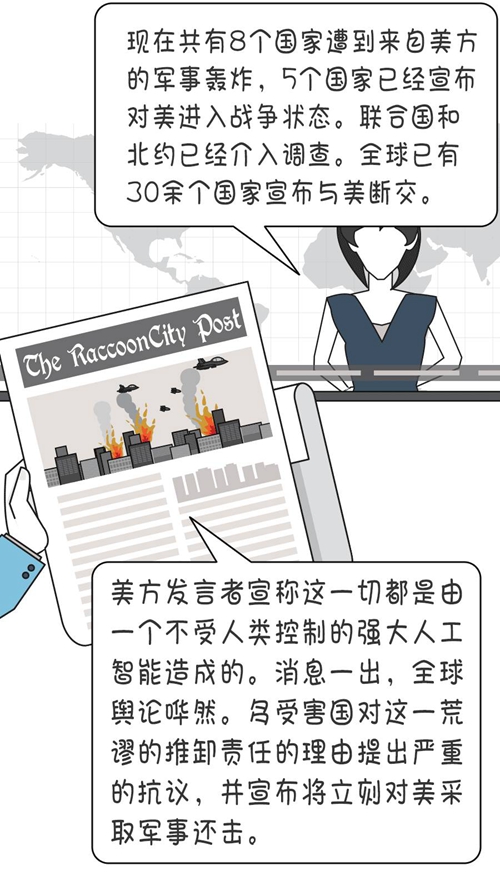 现在共有8个国家遭到来自美方
的军事轰炸，5个国家已经宣布
对美进入战争状态。联合国和
北约已经介入调查。全球已有
30余个国家宣布与美断交。
The RaccoonCity Post
美方发言者宣称这一切都是由
一个不受人类控制的强大人工
智能造成的。消息一出，全球
舆论哗然。多受害国对这一荒
谬的推卸责任的理由提出严重
的抗议，并宣布将立刻对美采
取军事还击。